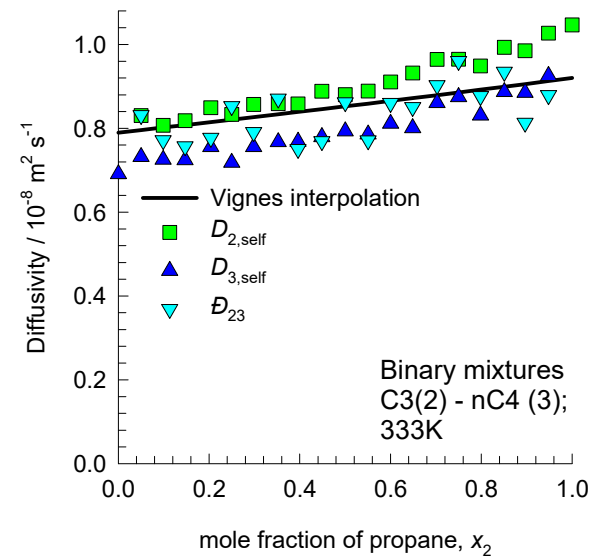 Diffusivity / 10⁻⁸ m² s⁻¹
1.0
0.8
0.6
0.4
0.2
0.0
Vignes interpolation
D₂,self
D₃,self
Đ₂₃
Binary mixtures
C3(2) - nC4 (3);
333K
0.0 0.2 0.4 0.6 0.8 1.0
mole fraction of propane, x₂